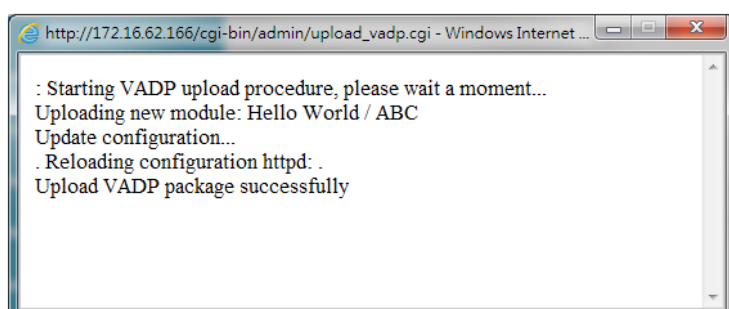 http://172.16.62.166/cgi-bin/admin/upload_vadp.cgi - Windows Internet ...
: Starting VADP upload procedure, please wait a moment...
Uploading new module: Hello World / ABC
Update configuration...
. Reloading configuration httpd: .
Upload VADP package successfully